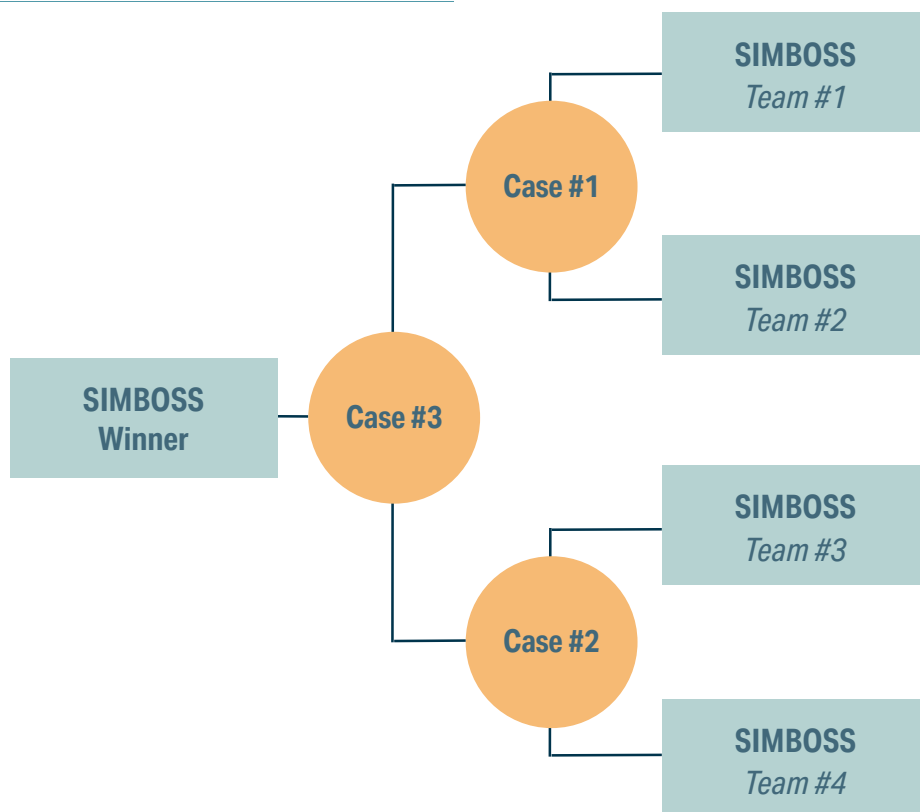 SIMBOSS
Team #1
Case #1
SIMBOSS
Team #2
SIMBOSS
Winner
Case #3
SIMBOSS
Team #3
Case #2
SIMBOSS
Team #4